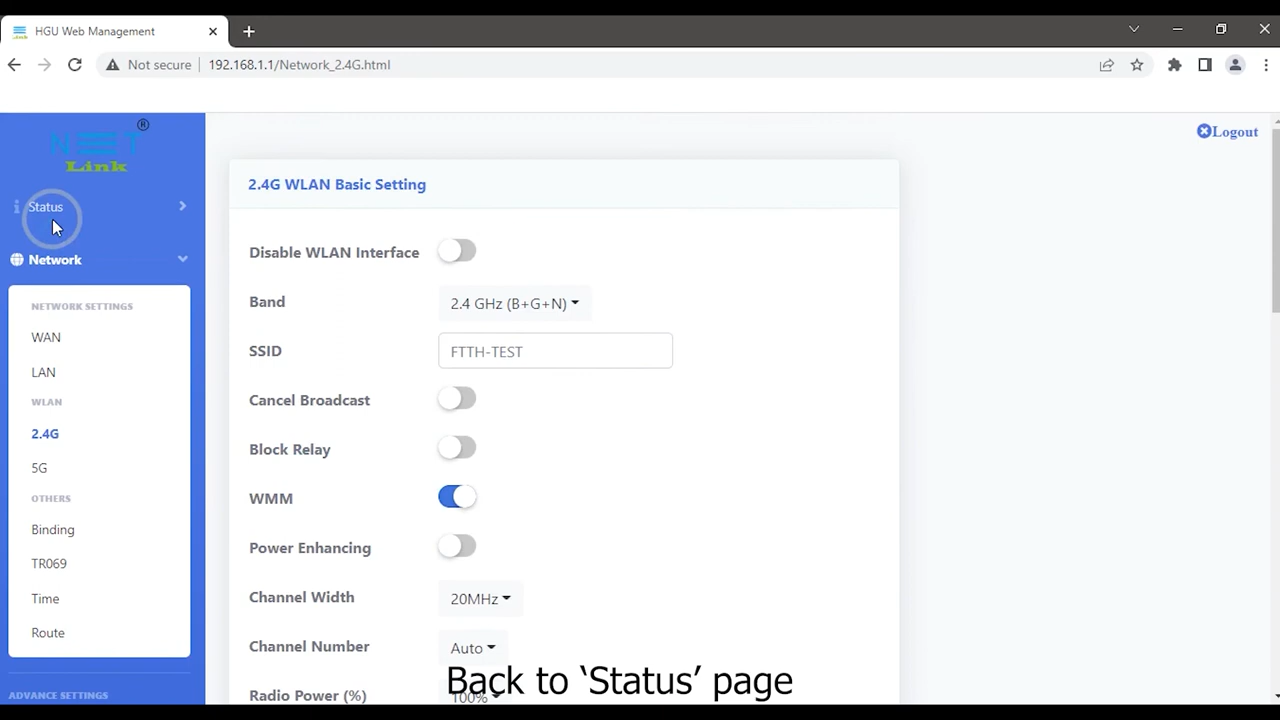 HGU Web Management
Not secure
192.168.1.1/Network_2.4G.html
NETLink®
Logout
Status
Network
NETWORK SETTINGS
WAN
LAN
WLAN
2.4G
5G
OTHERS
Binding
TR069
Time
Route
ADVANCE SETTINGS
2.4G WLAN Basic Setting
Disable WLAN Interface
Band 2.4 GHz (B+G+N)
SSID FTTH-TEST
Cancel Broadcast
Block Relay
WMM
Power Enhancing
Channel Width 20MHz
Channel Number Auto
Radio Power (%) 100%
Back to ‘Status’ page